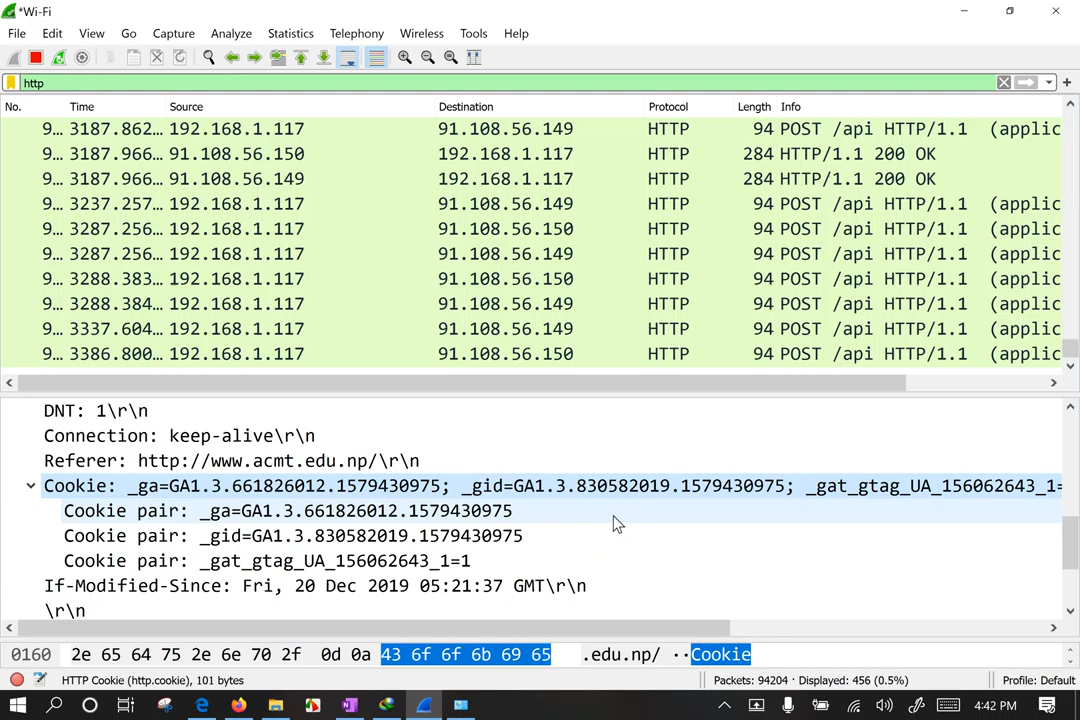 *Wi-Fi
File Edit View Go Capture Analyze Statistics Telephony Wireless Tools Help
http
No. Time Source Destination Protocol Length Info
9… 3187.862… 192.168.1.117 91.108.56.149 HTTP 94 POST /api HTTP/1.1 (applic
9… 3187.966… 91.108.56.150 192.168.1.117 HTTP 284 HTTP/1.1 200 OK
9… 3187.966… 91.108.56.149 192.168.1.117 HTTP 284 HTTP/1.1 200 OK
9… 3237.257… 192.168.1.117 91.108.56.149 HTTP 94 POST /api HTTP/1.1 (applic
9… 3287.256… 192.168.1.117 91.108.56.150 HTTP 94 POST /api HTTP/1.1 (applic
9… 3287.256… 192.168.1.117 91.108.56.149 HTTP 94 POST /api HTTP/1.1 (applic
9… 3288.383… 192.168.1.117 91.108.56.150 HTTP 94 POST /api HTTP/1.1 (applic
9… 3288.384… 192.168.1.117 91.108.56.149 HTTP 94 POST /api HTTP/1.1 (applic
9… 3337.604… 192.168.1.117 91.108.56.149 HTTP 94 POST /api HTTP/1.1 (applic
9… 3386.800… 192.168.1.117 91.108.56.150 HTTP 94 POST /api HTTP/1.1 (applic
DNT: 1\r\n
Connection: keep-alive\r\n
Referer: http://www.acmt.edu.np/\r\n
Cookie: _ga=GA1.3.661826012.1579430975; _gid=GA1.3.830582019.1579430975; _gat_gtag_UA_156062643_1=
Cookie pair: _ga=GA1.3.661826012.1579430975
Cookie pair: _gid=GA1.3.830582019.1579430975
Cookie pair: _gat_gtag_UA_156062643_1=1
If-Modified-Since: Fri, 20 Dec 2019 05:21:37 GMT\r\n
\r\n
0160 2e 65 64 75 2e 6e 70 2f 0d 0a 43 6f 6f 6b 69 65 .edu.np/ ··Cookie
HTTP Cookie (http.cookie), 101 bytes Packets: 94204 · Displayed: 456 (0.5%) Profile: Default
4:42 PM